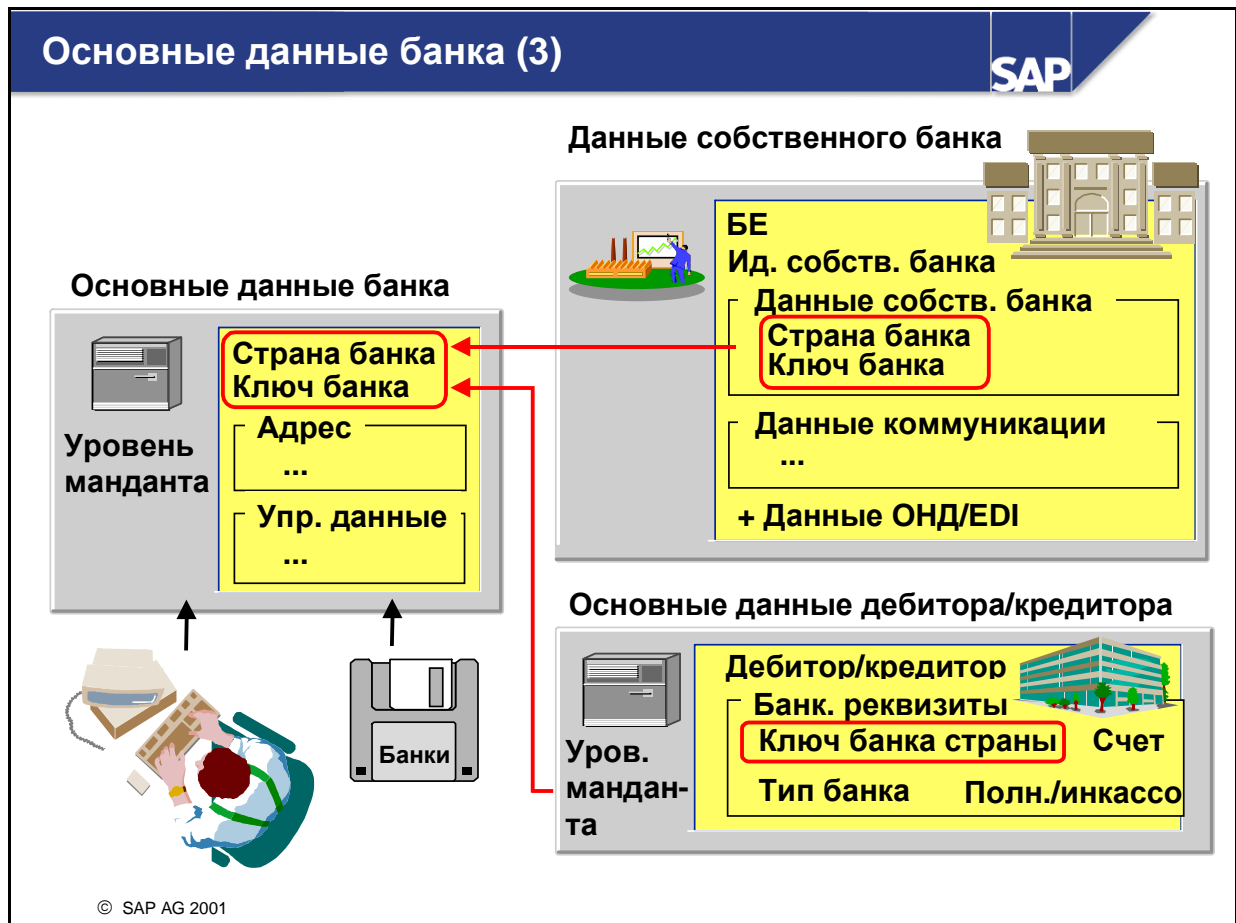 Основные данные банка (3)
SAP
Данные собственного банка
БЕ
Ид. собств. банка
Данные собств. банка
Страна банка
Ключ банка
Данные коммуникации
...
+ Данные ОНД/EDI
Основные данные банка
Страна банка
Ключ банка
Адрес
...
Упр. данные
...
Уровень
манданта
Банки
Основные данные дебитора/кредитора
Дебитор/кредитор
Банк. реквизиты
Ключ банка страны Счет
Тип банка Полн./инкассо
Уров.
мандан-
та
© SAP AG 2001